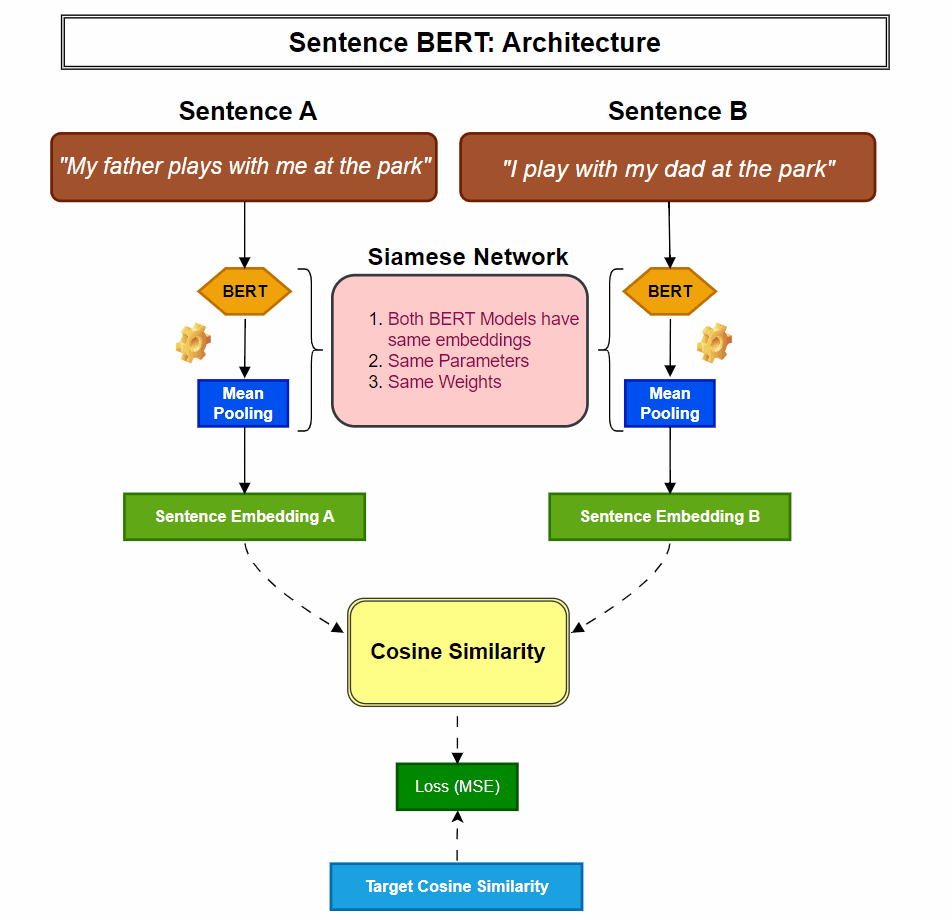 Sentence BERT: Architecture
Sentence A
"My father plays with me at the park"
BERT
Mean
Pooling
Sentence Embedding A
Siamese Network
1. Both BERT Models have
same embeddings
2. Same Parameters
3. Same Weights
Sentence B
"I play with my dad at the park"
BERT
Mean
Pooling
Sentence Embedding B
Cosine Similarity
Loss (MSE)
Target Cosine Similarity